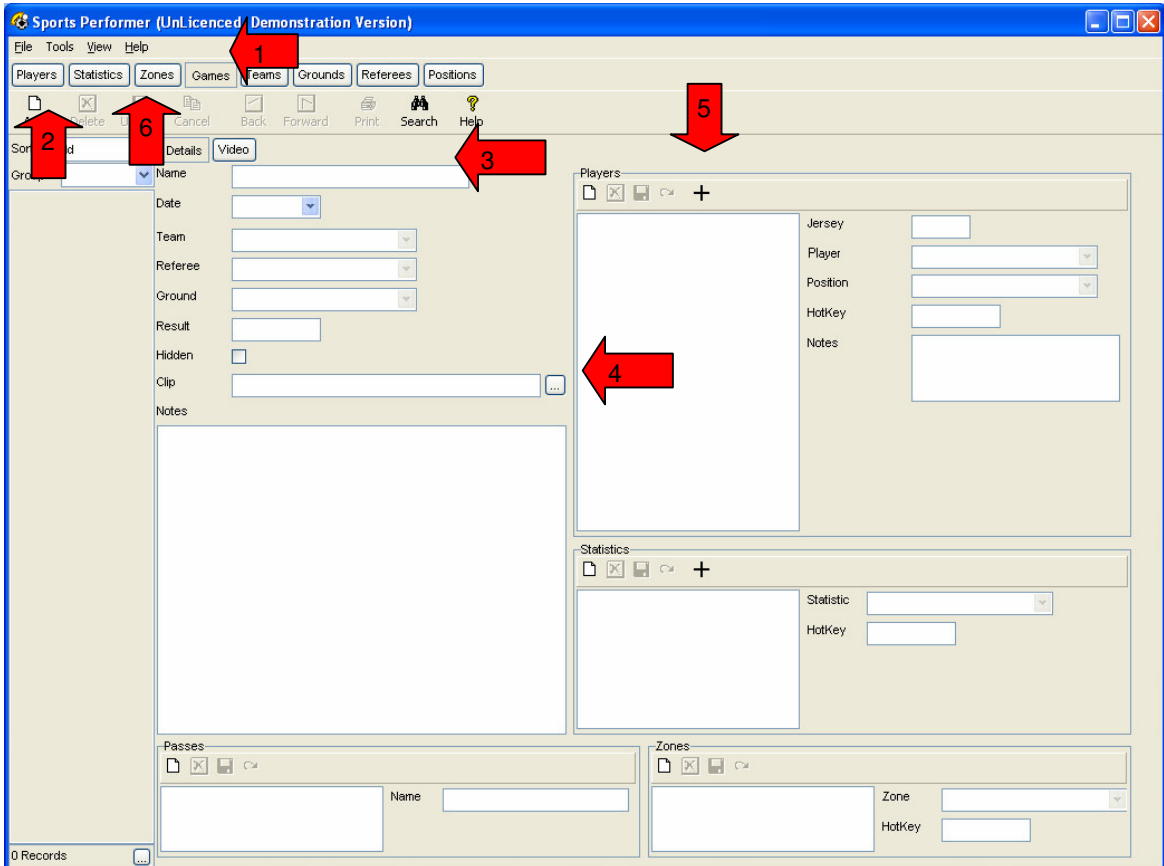 Sports Performer (UnLicenced Demonstration Version)
File Tools View Help
1
Players Statistics Zones Games Teams Grounds Referees Positions
Delete Cancel Back Forward Print Search Help
2 6 5
Details Video
3
Name
Date
Team
Referee
Ground
Result
Hidden
Clip ...
4
Notes
Players
Jersey
Player
Position
HotKey
Notes
Statistics
Statistic
HotKey
Passes
Name
Zones
Zone
HotKey
0 Records ...